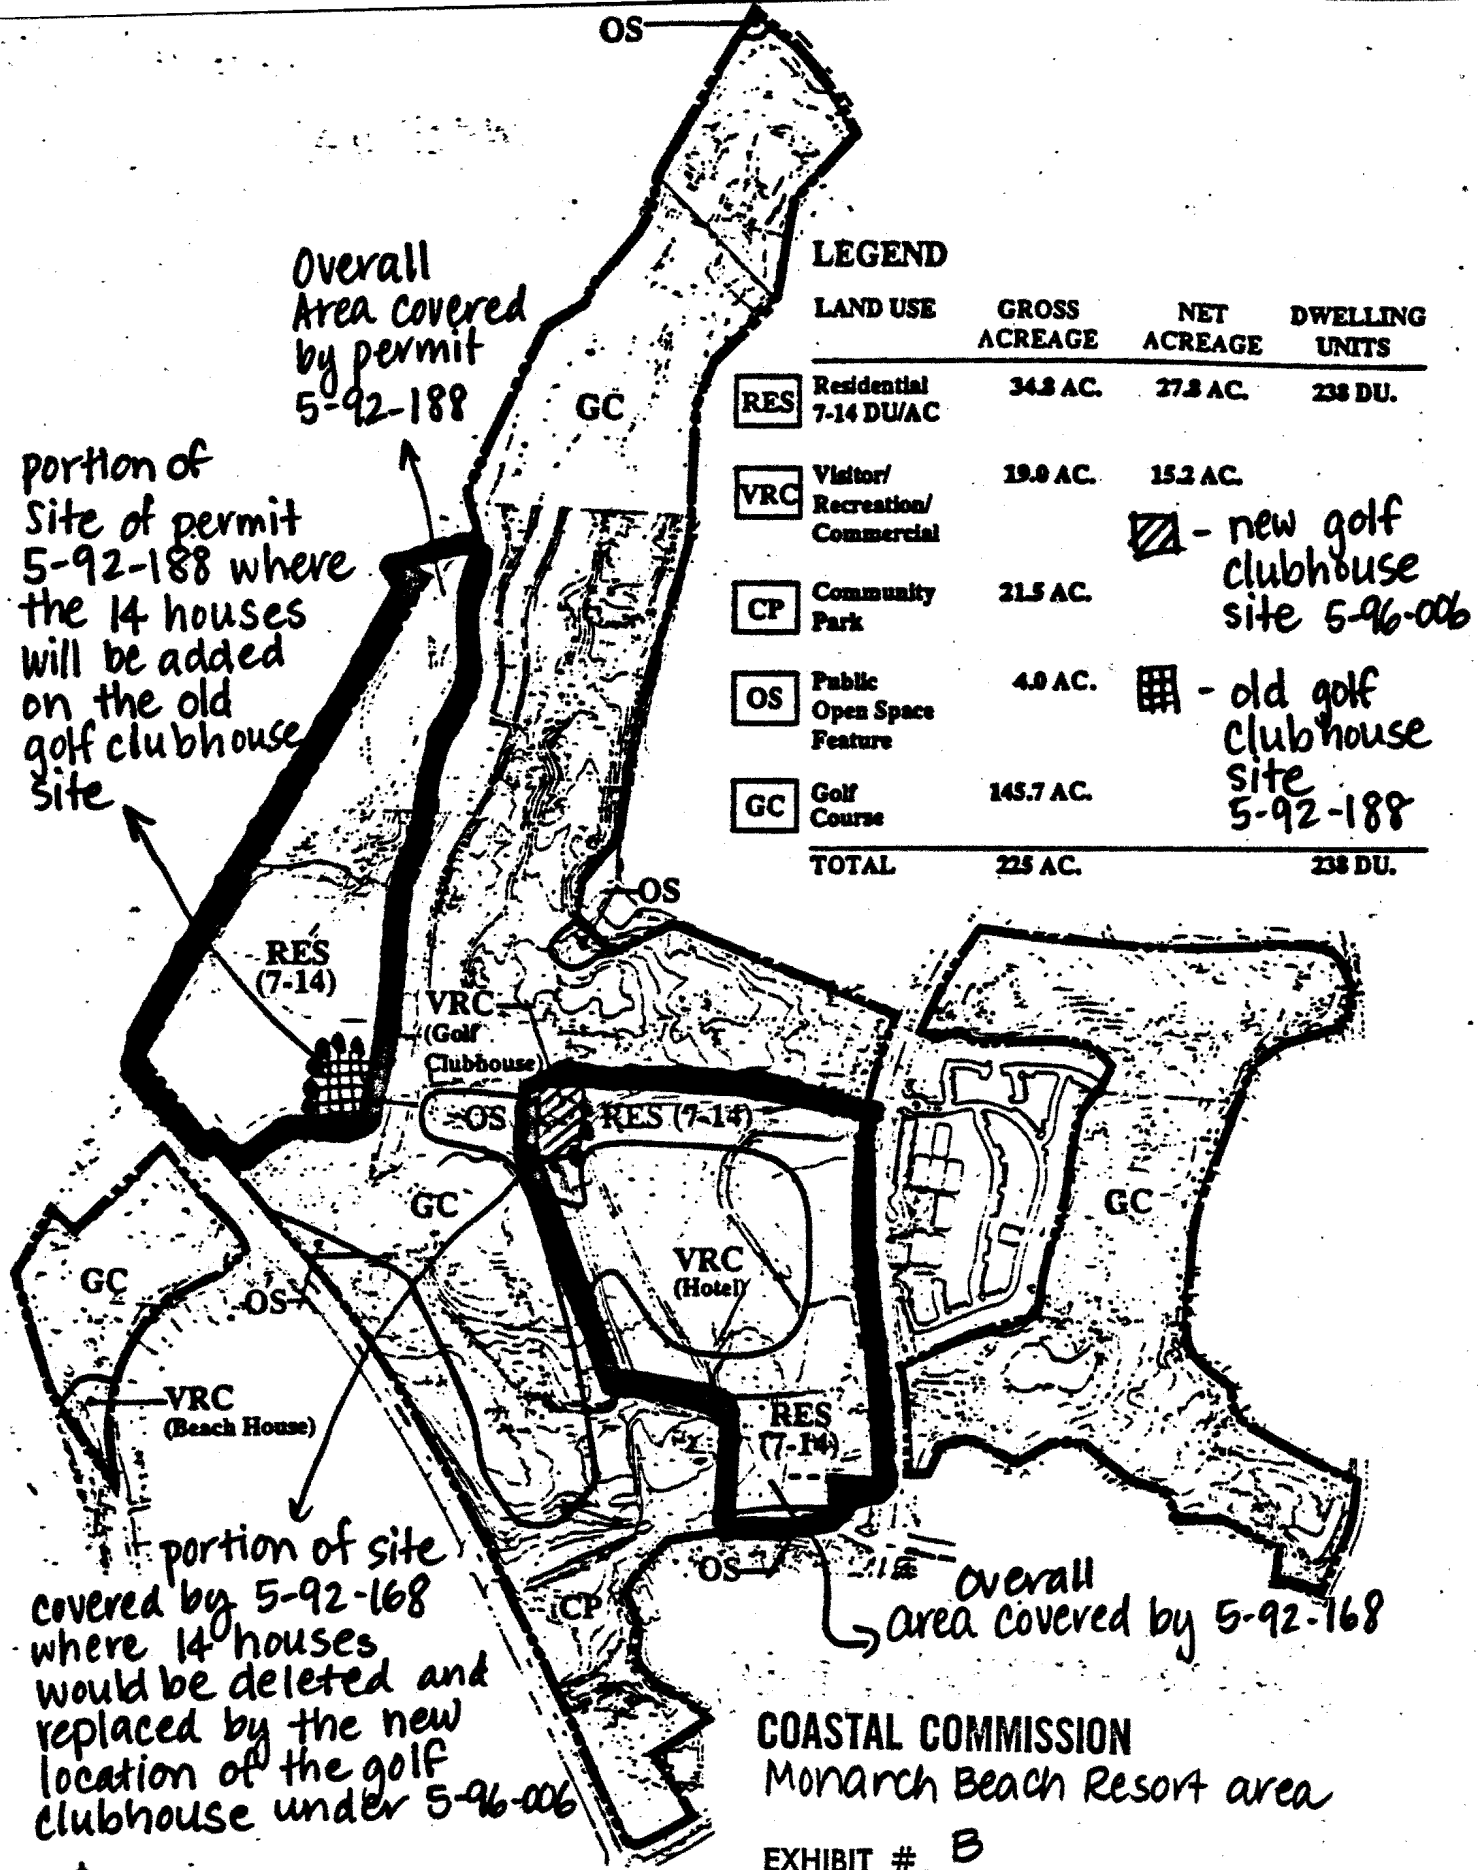 OS
Overall
Area covered
by permit
5-92-188
GC
portion of
Site of permit
5-92-188 where
the 14 houses
will be added
on the old
golf clubhouse
site
LEGEND
LAND USE GROSS ACREAGE NET ACREAGE DWELLING UNITS
RES Residential 34.8 AC. 27.8 AC. 238 DU.
7-14 DU/AC
VRC Visitor/ 19.0 AC. 15.2 AC.
Recreation/
Commercial
CP Community 21.5 AC.
Park
OS Public 4.0 AC.
Open Space
Feature
GC Golf 145.7 AC.
Course
TOTAL 225 AC. 238 DU.
- new golf
clubhouse
site 5-96-006
- old golf
clubhouse
site
5-92-188
OS
RES
(7-14)
VRC
(Golf
Clubhouse)
OS
RES (7-14)
GC
GC
VRC
(Hotel)
GC
OS
VRC
(Beach House)
RES
(7-14)
OS
CP
portion of site
covered by 5-92-168
where 14 houses
would be deleted and
replaced by the new
location of the golf
clubhouse under 5-96-006
overall
area covered by 5-92-168
COASTAL COMMISSION
Monarch Beach Resort area
EXHIBIT # B